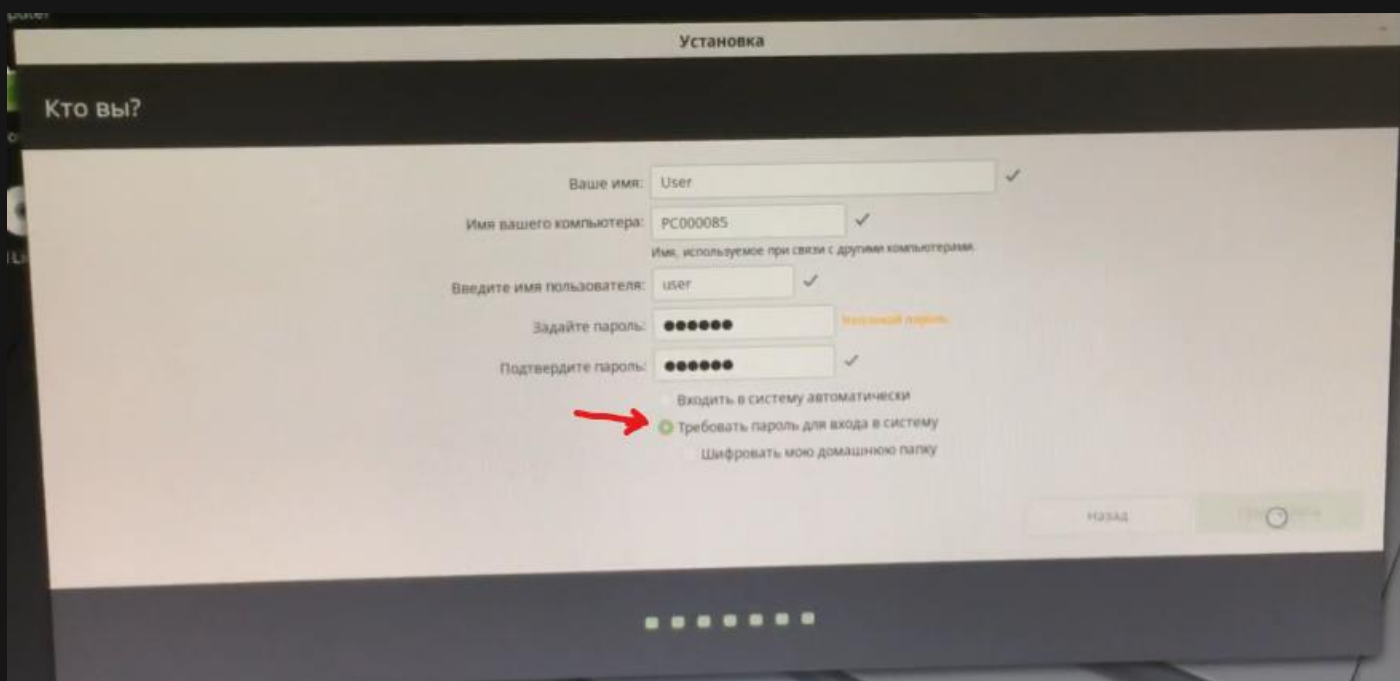 Установка
Кто вы?
Ваше имя: User
Имя вашего компьютера: PC000085
Имя, используемое при связи с другими компьютерами.
Введите имя пользователя: user
Задайте пароль: ●●●●●● пароль
Подтвердите пароль: ●●●●●●
Входить в систему автоматически
Требовать пароль для входа в систему
Шифровать мою домашнюю папку
Назад